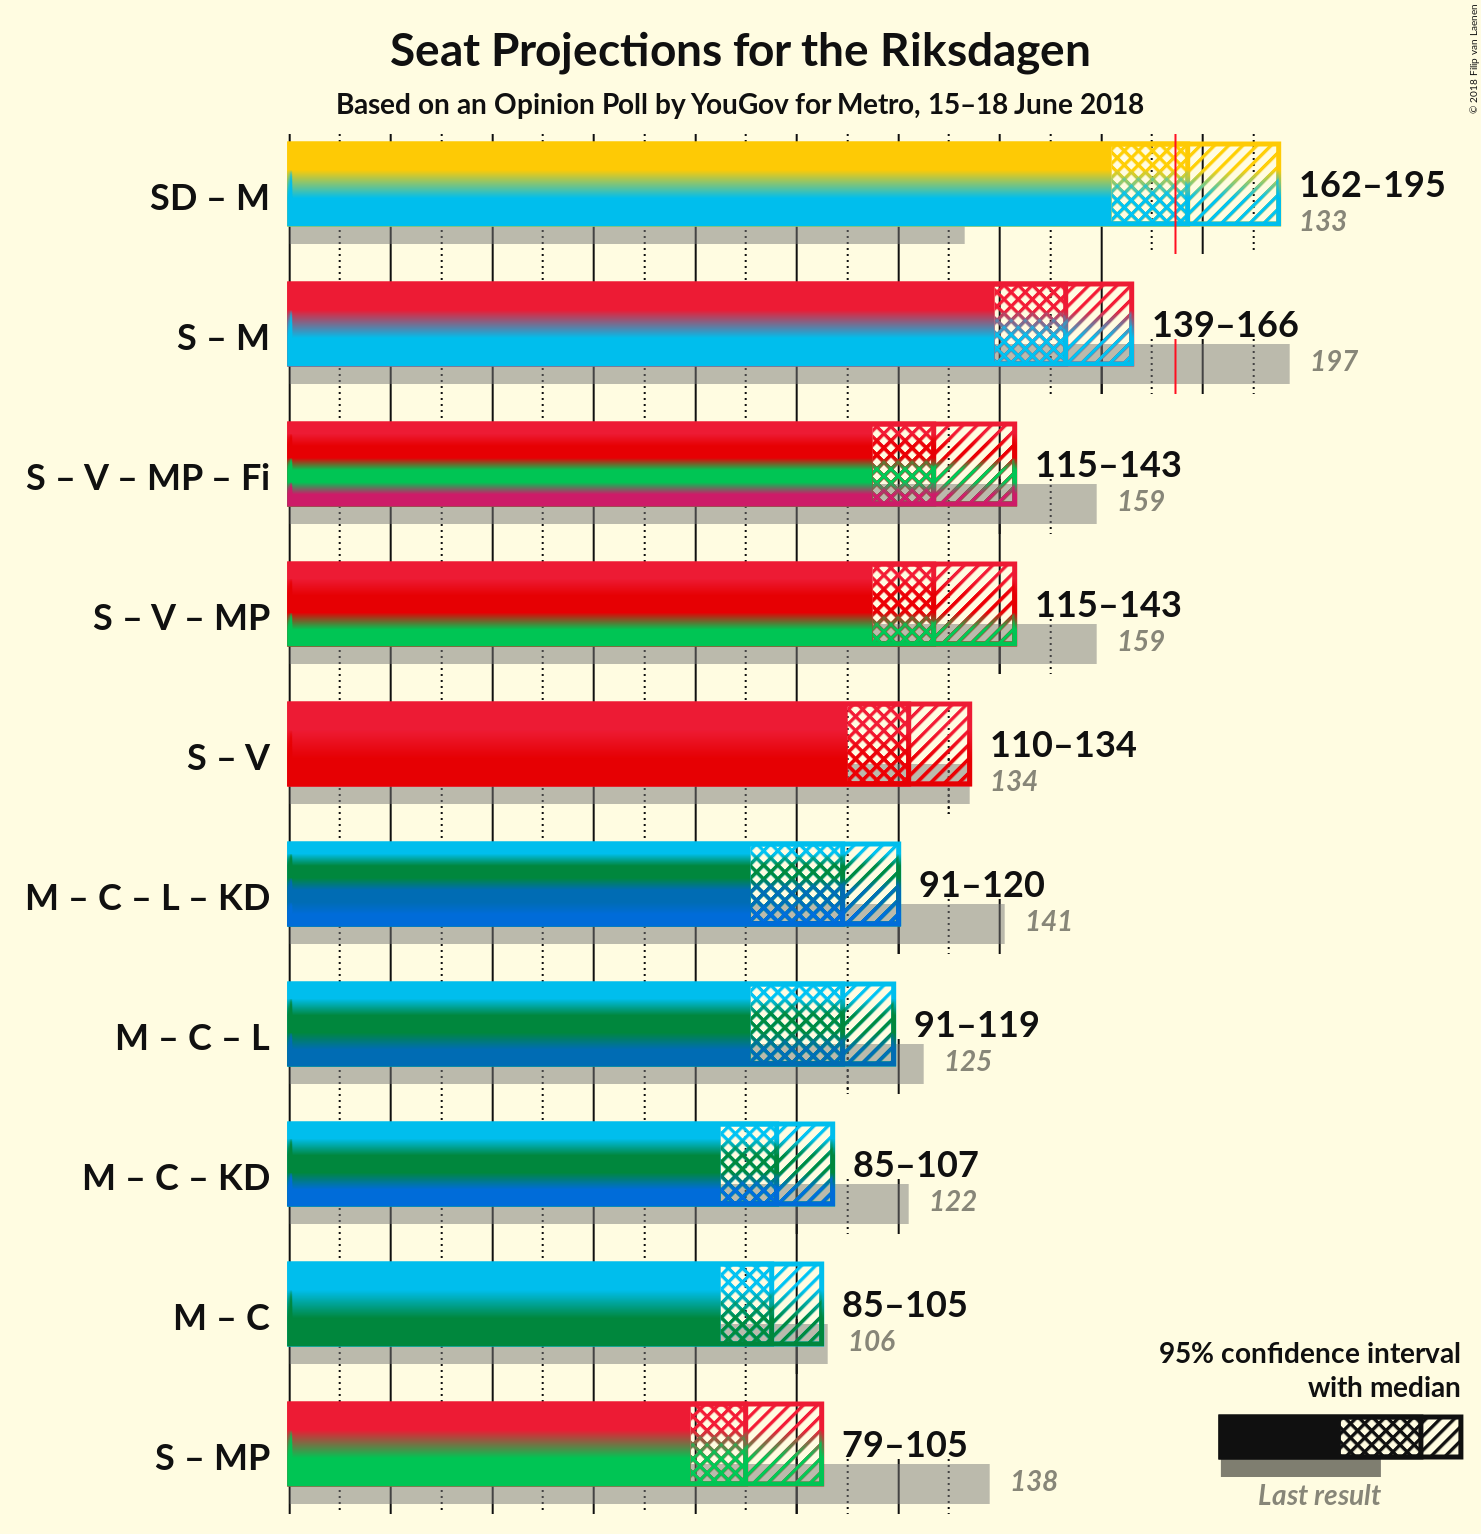 Seat Projections for the Riksdagen
Based on an Opinion Poll by YouGov for Metro, 15–18 June 2018
© 2018 Filip van Laenen
SD – M
162–195
133
S – M
139–166
197
S – V – MP – Fi
115–143
159
S – V – MP
115–143
159
S – V
110–134
134
M – C – L – KD
91–120
141
M – C – L
91–119
125
M – C – KD
85–107
122
M – C
85–105
106
S – MP
79–105
138
95% confidence interval
with median
Last result